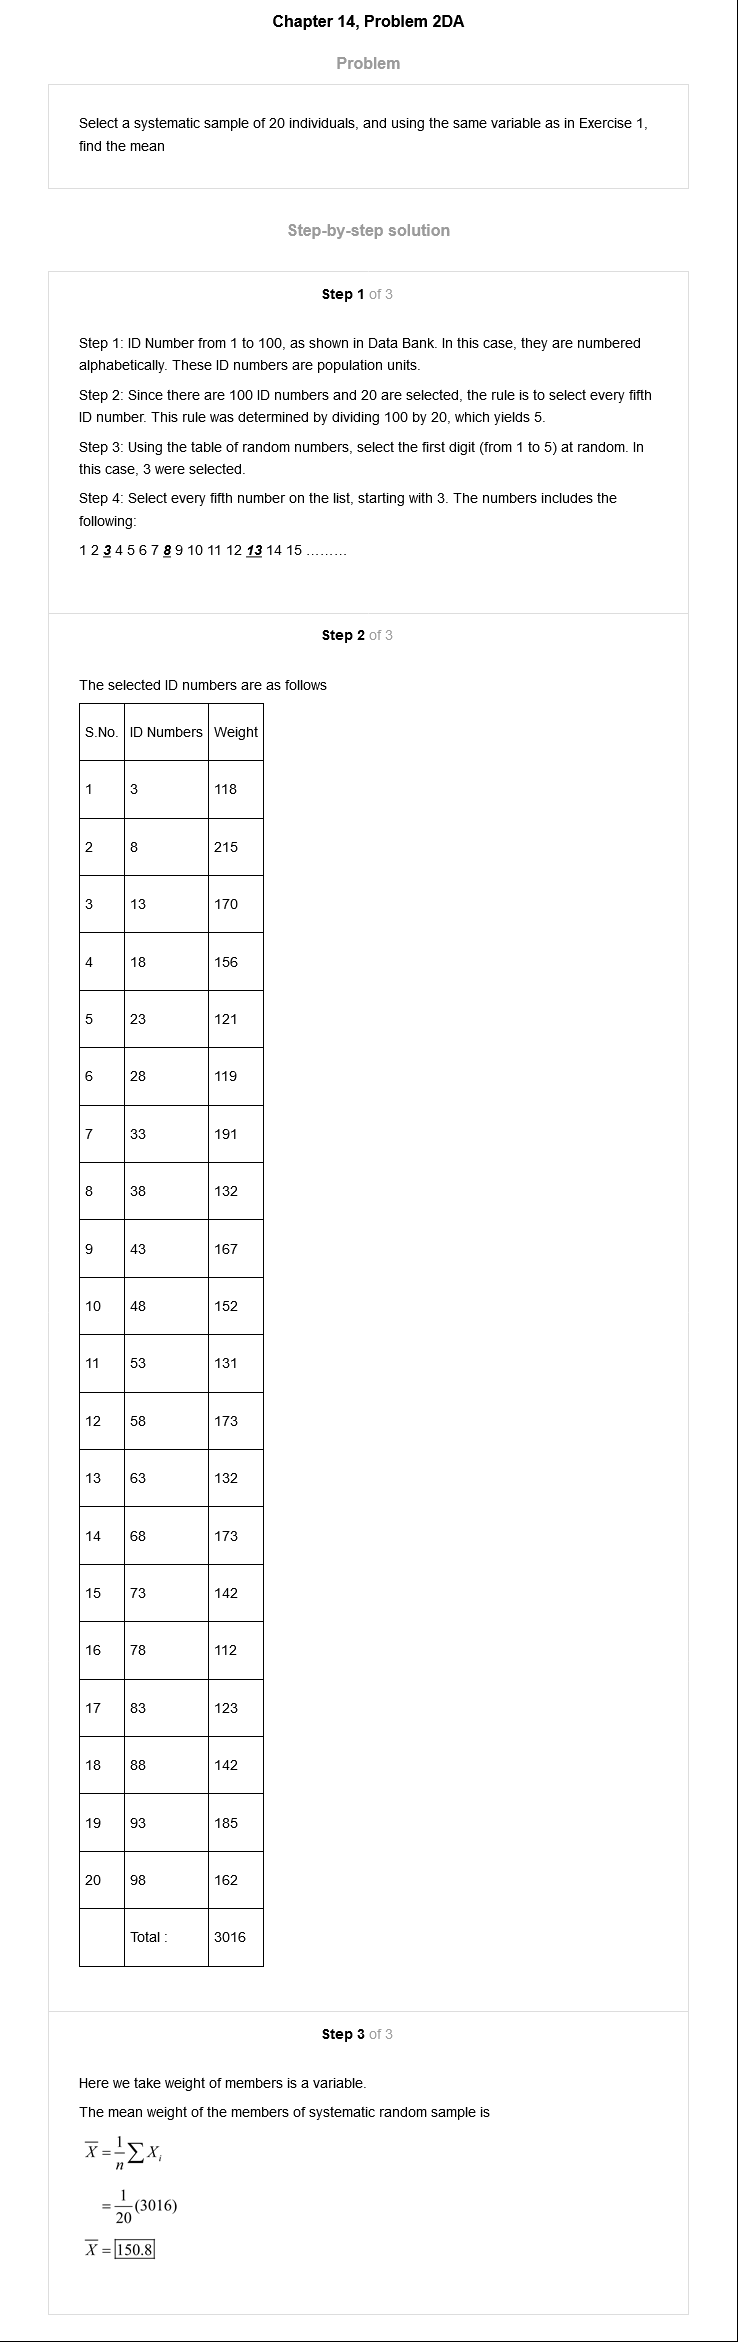 Chapter 14, Problem 2DA
Problem
Select a systematic sample of 20 individuals, and using the same variable as in Exercise 1,
find the mean
Step-by-step solution
Step 1 of 3
Step 1: ID Number from 1 to 100, as shown in Data Bank. In this case, they are numbered
alphabetically. These ID numbers are population units.
Step 2: Since there are 100 ID numbers and 20 are selected, the rule is to select every fifth
ID number. This rule was determined by dividing 100 by 20, which yields 5.
Step 3: Using the table of random numbers, select the first digit (from 1 to 5) at random. In
this case, 3 were selected.
Step 4: Select every fifth number on the list, starting with 3. The numbers includes the
following:
1 2 3 4 5 6 7 8 9 10 11 12 13 14 15 .........
Step 2 of 3
The selected ID numbers are as follows
S.No. ID Numbers Weight
1 3 118
2 8 215
3 13 170
4 18 156
5 23 121
6 28 119
7 33 191
8 38 132
9 43 167
10 48 152
11 53 131
12 58 173
13 63 132
14 68 173
15 73 142
16 78 112
17 83 123
18 88 142
19 93 185
20 98 162
Total : 3016
Step 3 of 3
Here we take weight of members is a variable.
The mean weight of the members of systematic random sample is
X̅ = 1/n ∑ Xᵢ
= 1/20 (3016)
X̅ = 150.8